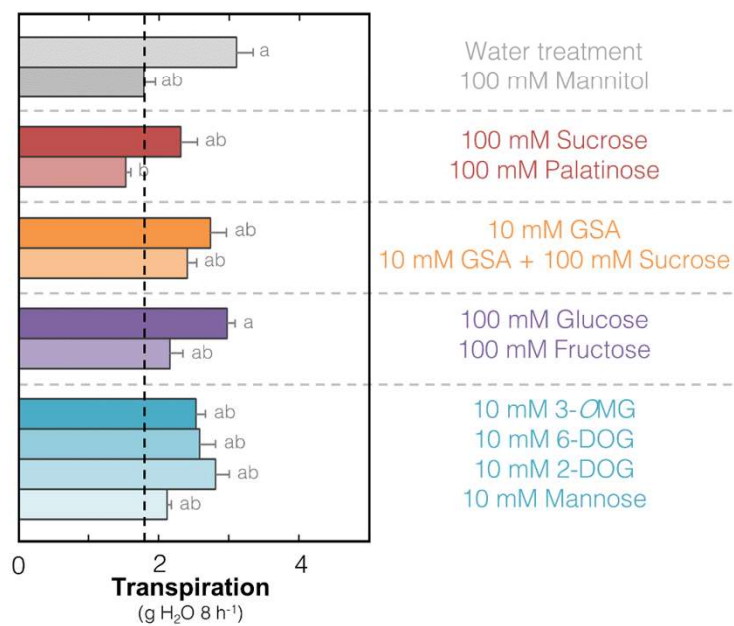 a
Water treatment
ab
100 mM Mannitol
ab
100 mM Sucrose
b
100 mM Palatinose
ab
10 mM GSA
ab
10 mM GSA + 100 mM Sucrose
a
100 mM Glucose
ab
100 mM Fructose
ab
10 mM 3-OMG
ab
10 mM 6-DOG
ab
10 mM 2-DOG
ab
10 mM Mannose
0 2 4
Transpiration
(g H₂O 8 h⁻¹)